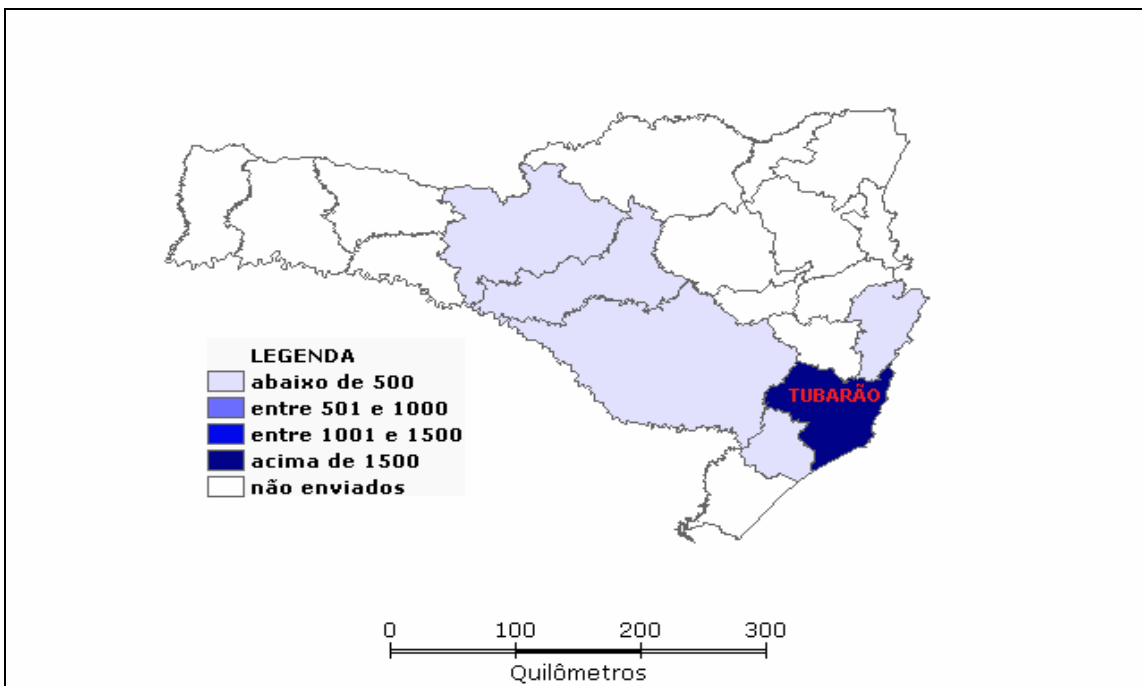 TUBARÃO
LEGENDA
abaixo de 500
entre 501 e 1000
entre 1001 e 1500
acima de 1500
não enviados
0 100 200 300
Quilômetros